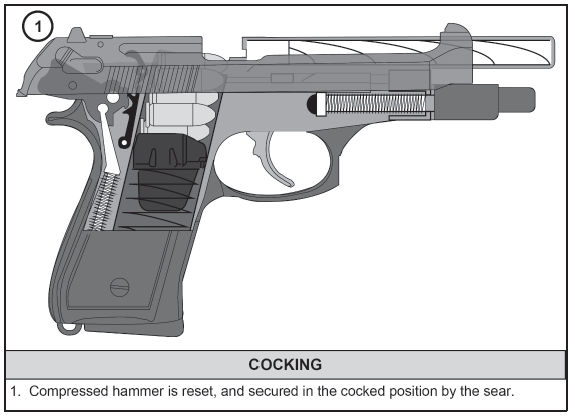 1
COCKING
1. Compressed hammer is reset, and secured in the cocked position by the sear.